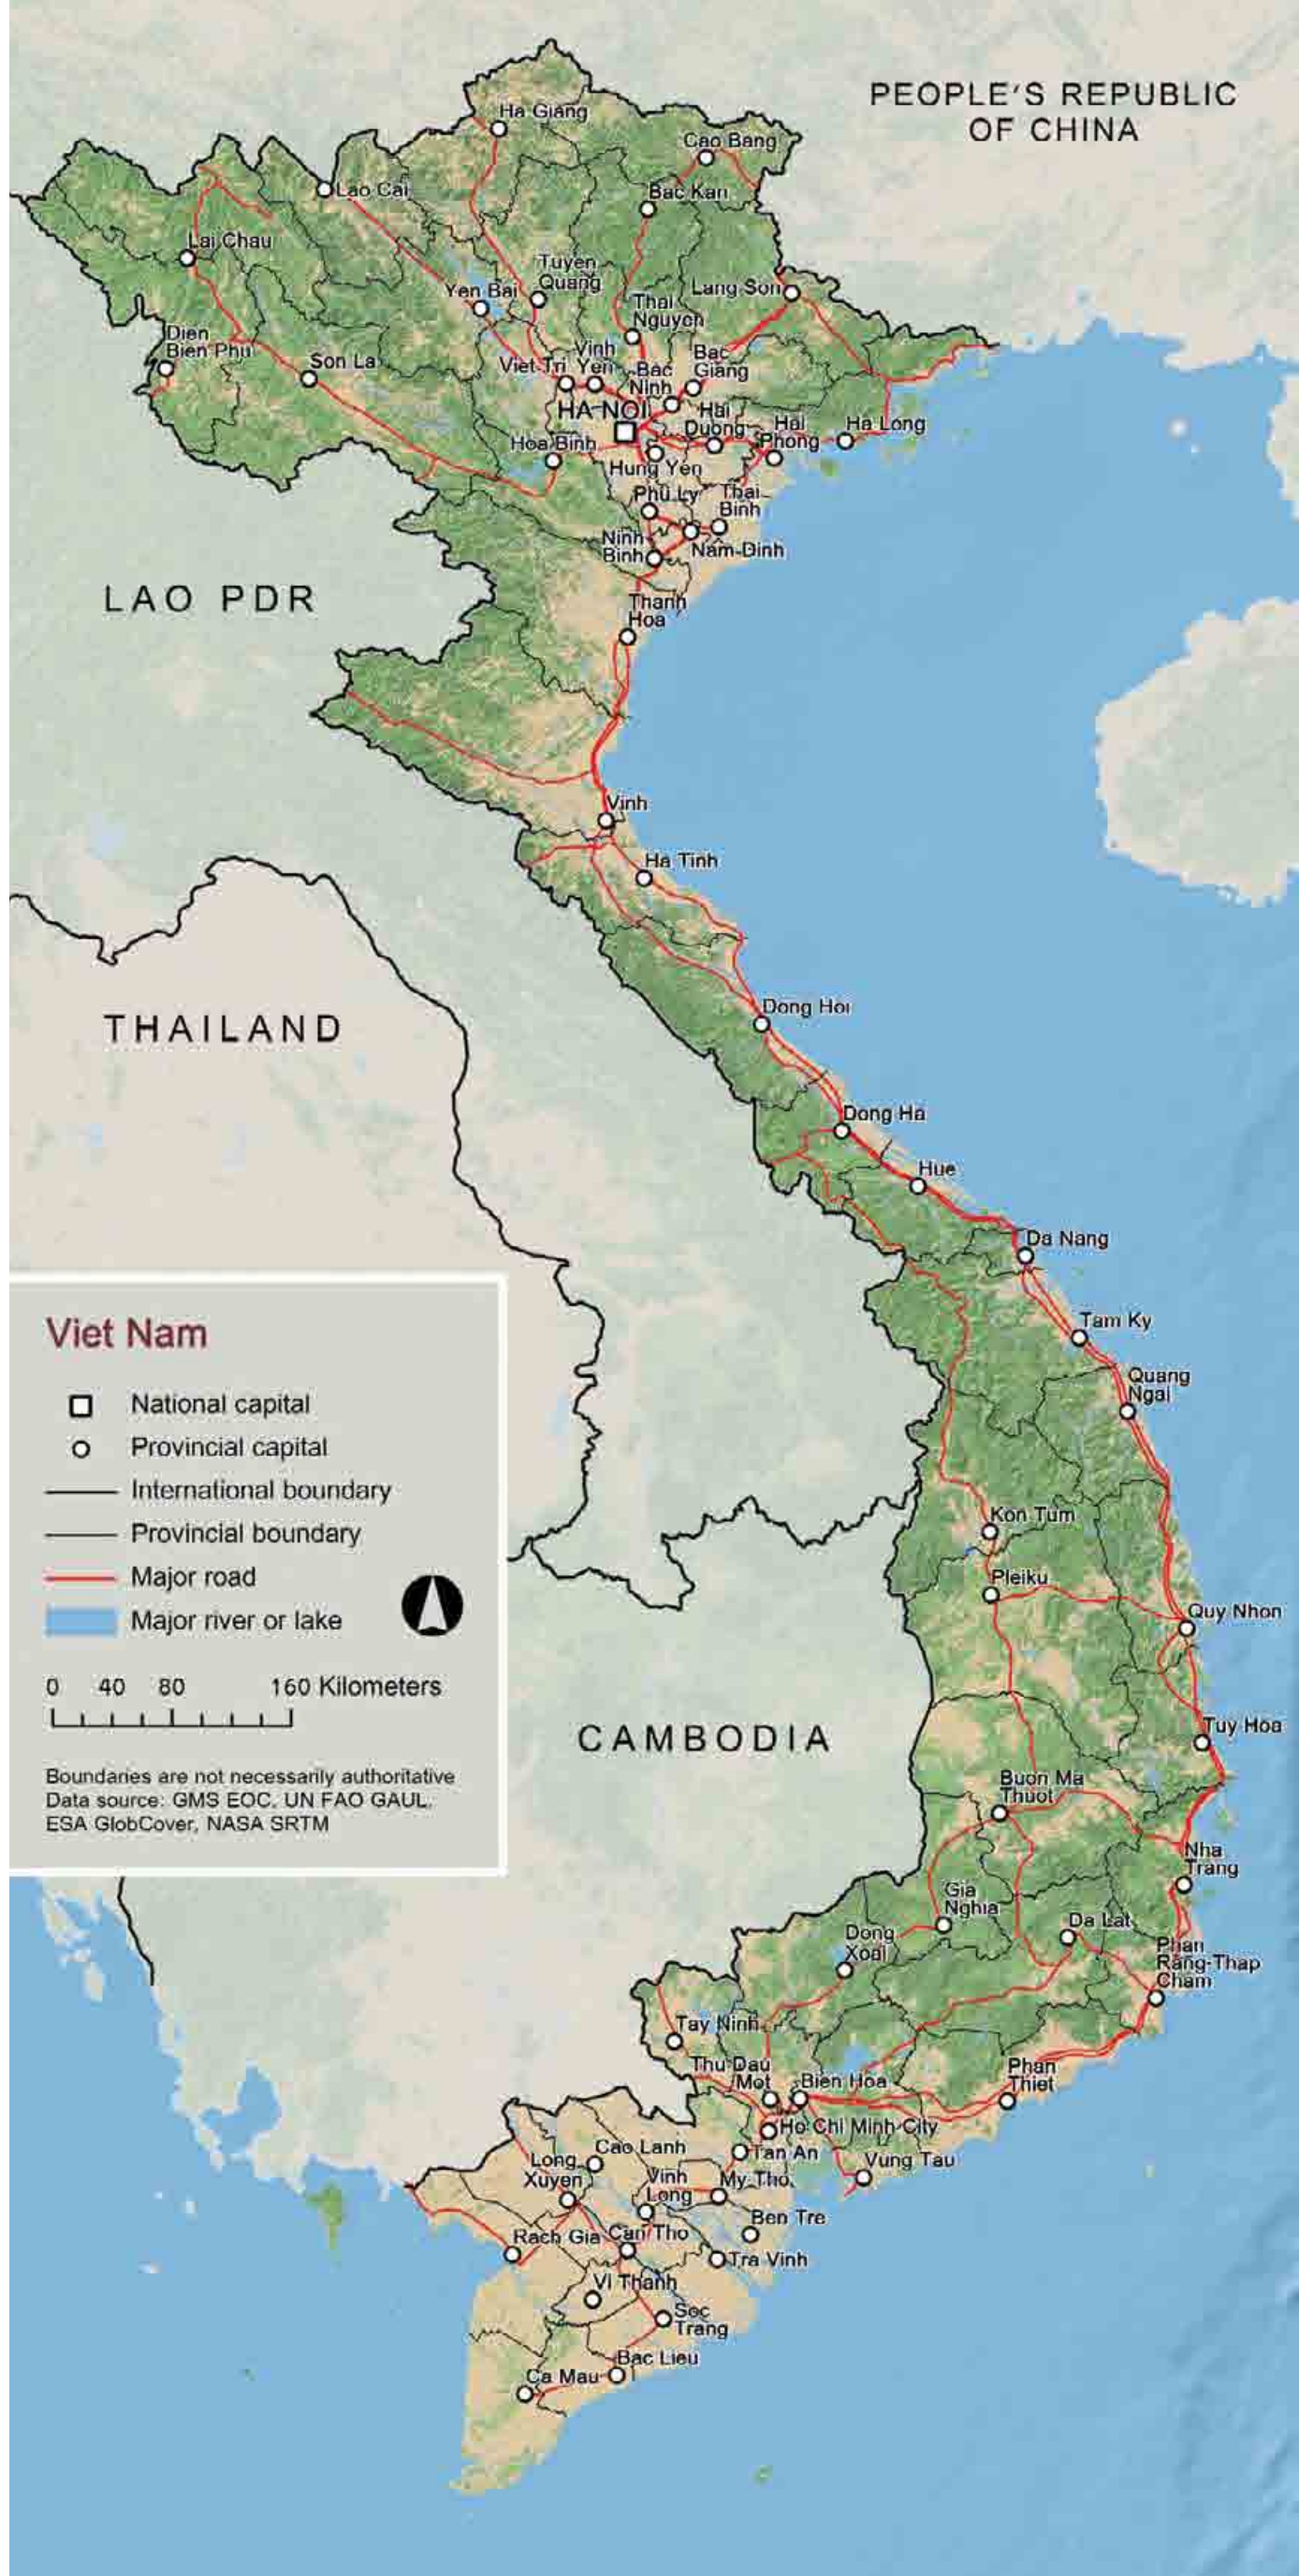 PEOPLE'S REPUBLIC
OF CHINA
Ha Giang
Cao Bang
Lao Cai
Bac Kan
Lai Chau
Tuyen
Quang
Yen Bai
Lang Son
Thai
Nguyen
Dien
Bien Phu
Son La
Viet Tri
Vinh
Yen
Bac
Ninh
Bac
Giang
HA NOI
Hai
Duong
Hai
Phong
Ha Long
Hoa Binh
Hung Yen
Phu Ly
Thai
Binh
Ninh
Binh
Nam Dinh
LAO PDR
Thanh
Hoa
Vinh
Ha Tinh
Dong Hoi
THAILAND
Dong Ha
Hue
Da Nang
Tam Ky
Quang
Ngai
Kon Tum
Pleiku
Quy Nhon
CAMBODIA
Tuy Hoa
Buon Ma
Thuot
Nha
Trang
Gia
Nghia
Da Lat
Dong
Xoai
Phan
Rang-Thap
Cham
Tay Ninh
Thu Dau
Mot
Bien Hoa
Phan
Thiet
Ho Chi Minh City
Cao Lanh
Tan An
Long
Xuyen
Vinh
Long
My Tho
Vung Tau
Ben Tre
Rach Gia
Can Tho
Tra Vinh
Vi Thanh
Soc
Trang
Bac Lieu
Ca Mau
Viet Nam
National capital
Provincial capital
International boundary
Provincial boundary
Major road
Major river or lake
0 40 80 160 Kilometers
Boundaries are not necessarily authoritative
Data source: GMS EOC, UN FAO GAUL,
ESA GlobCover, NASA SRTM